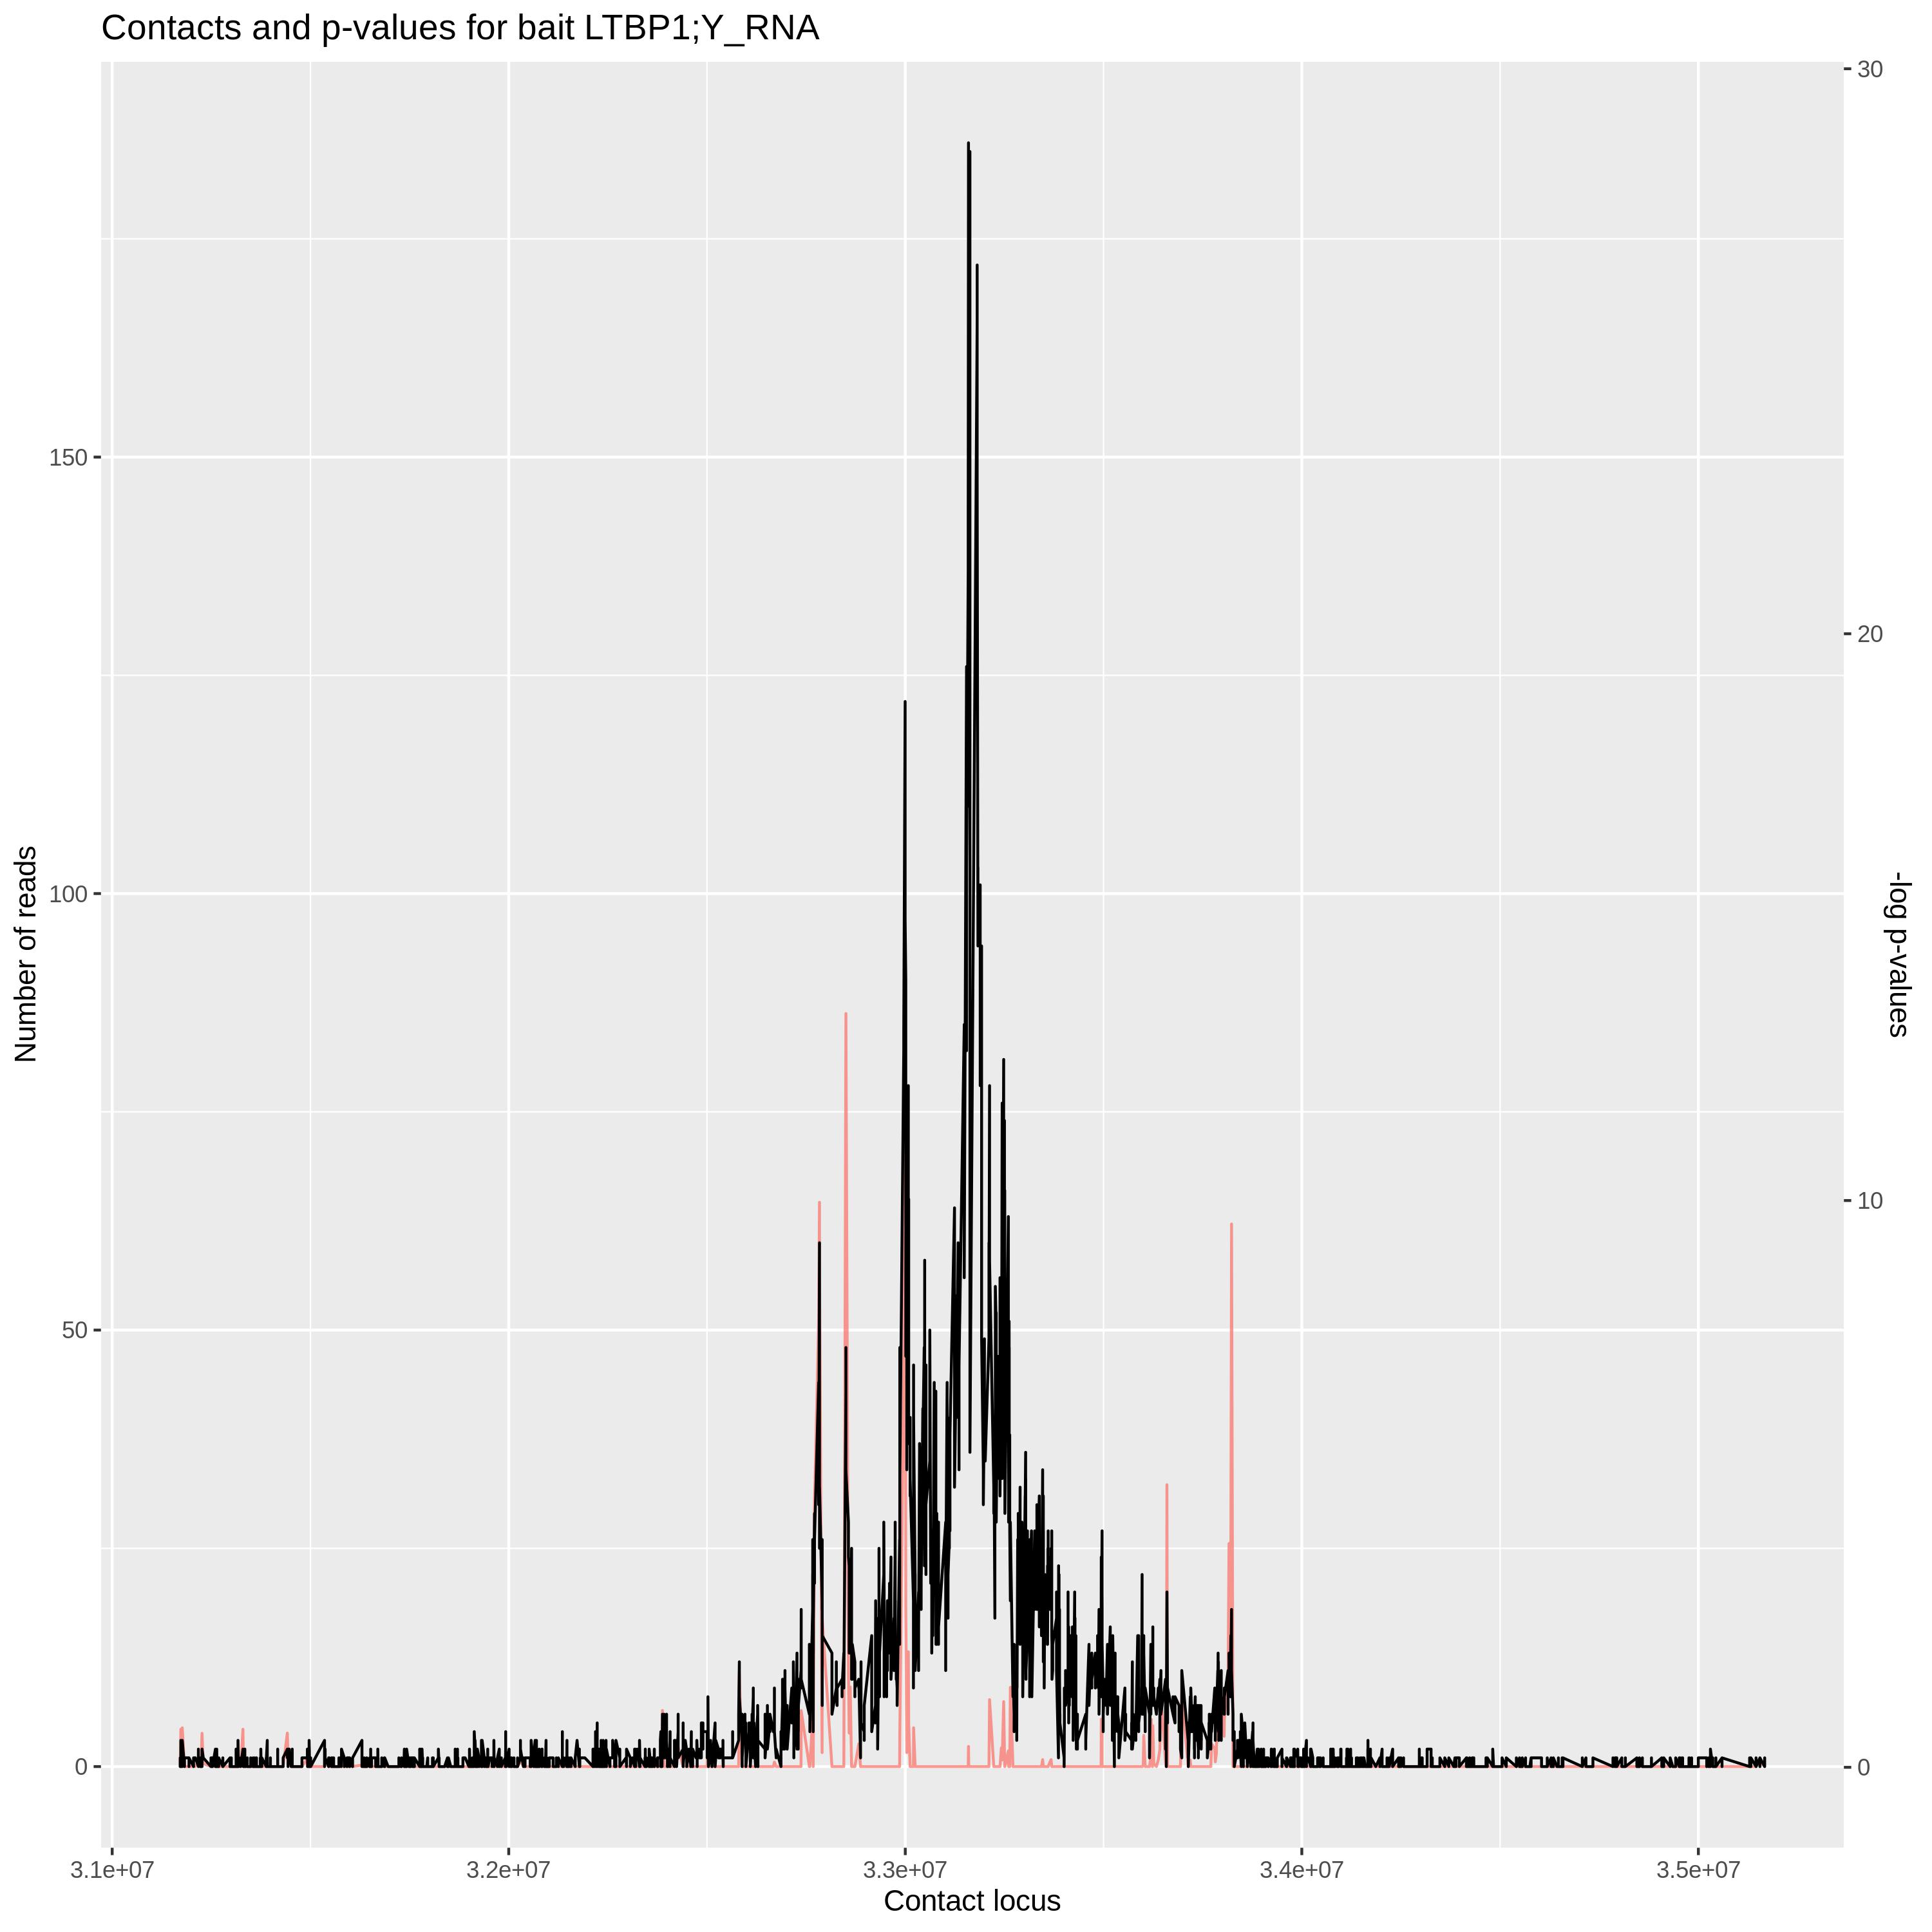 Contacts and p-values for bait LTBP1;Y_RNA
30
150
20
Number of reads
100
-log p-values
10
50
0
0
3.1e+07
3.2e+07
3.3e+07
3.4e+07
3.5e+07
Contact locus